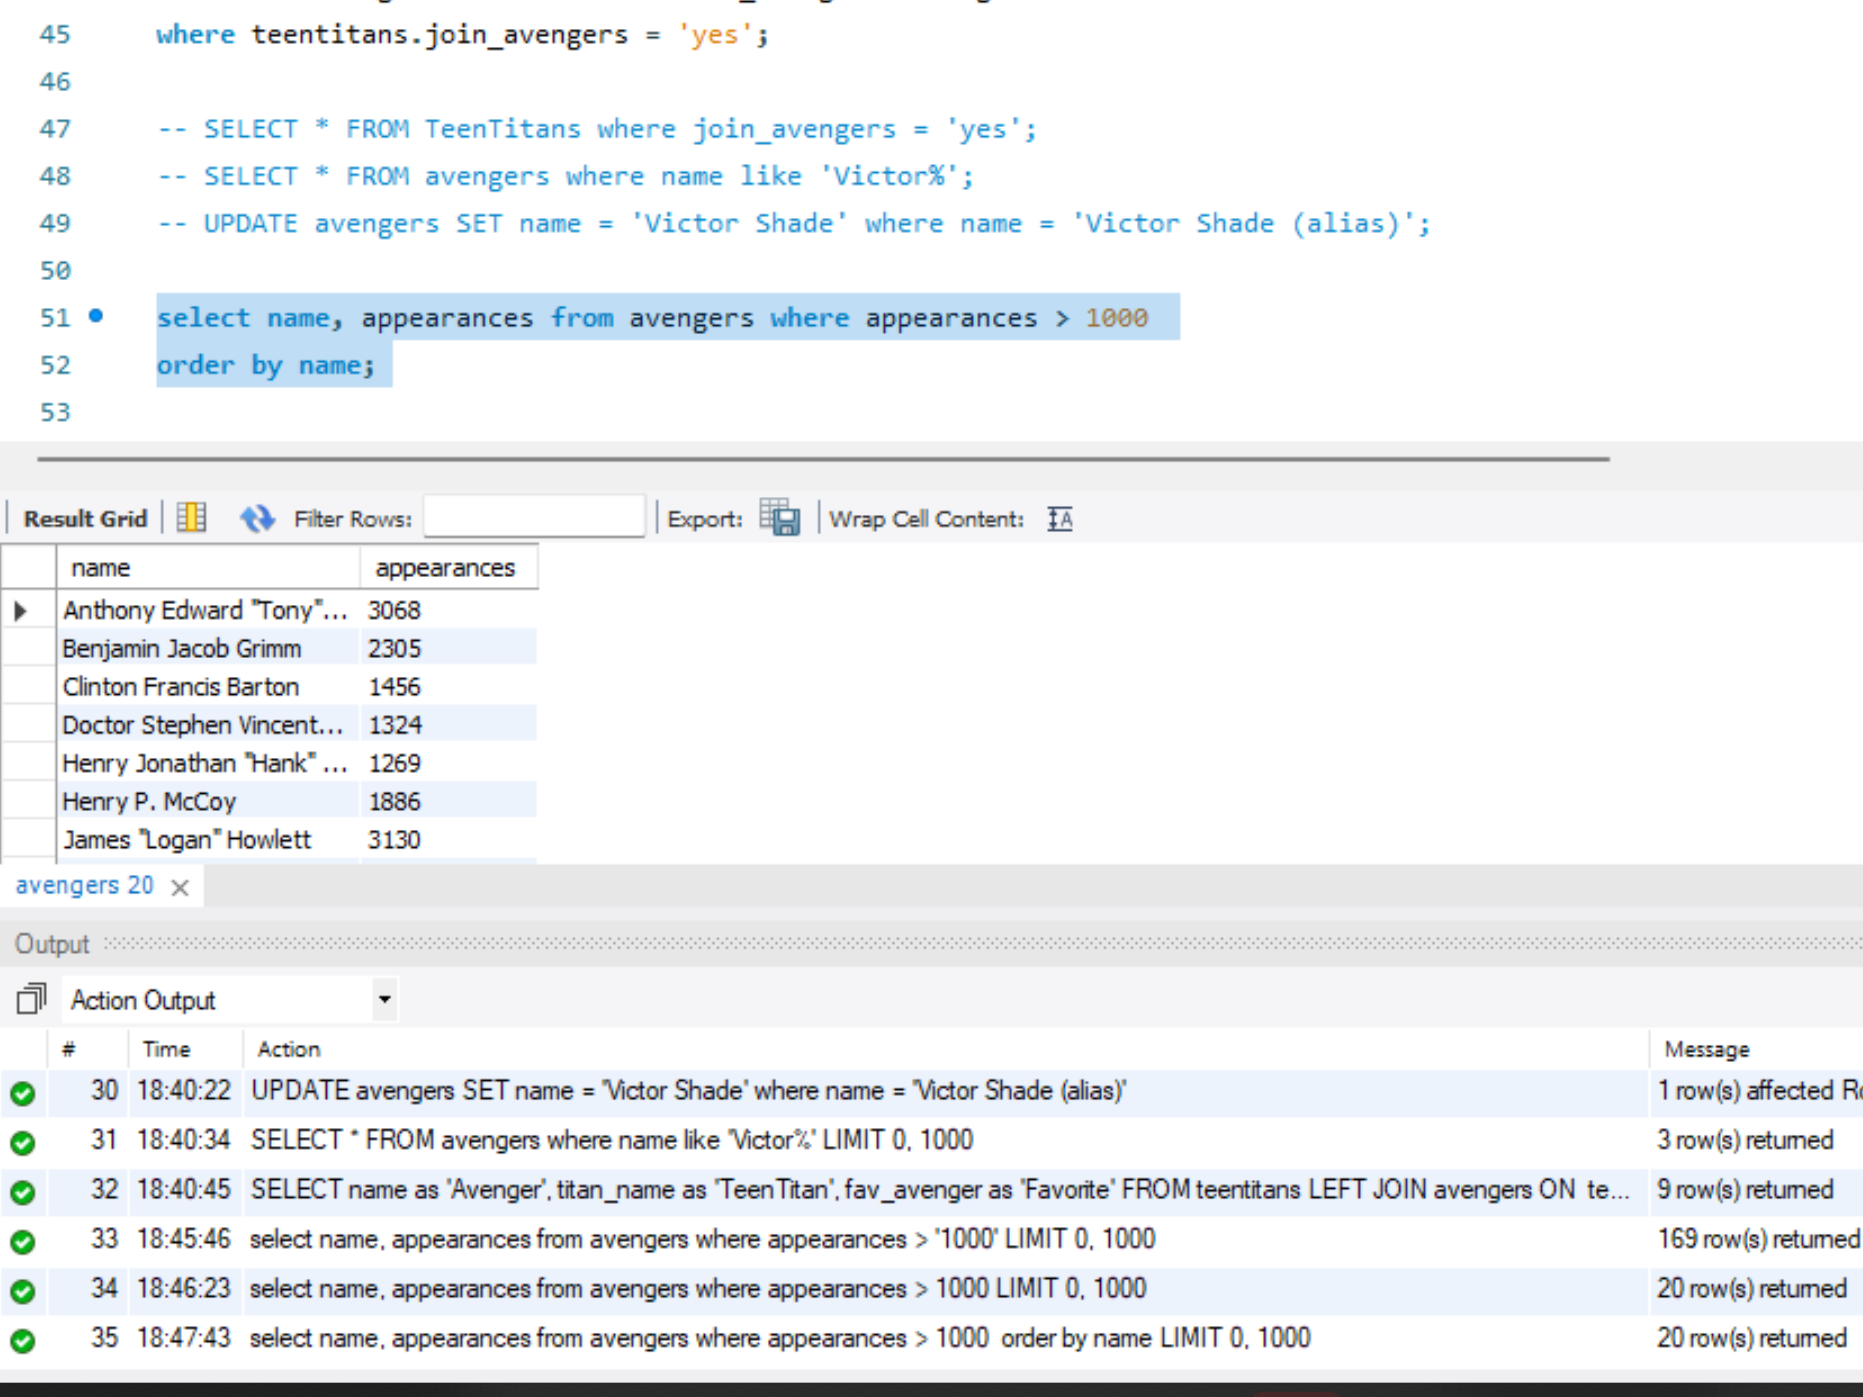 45 where teentitans.join_avengers = 'yes';
46
47 -- SELECT * FROM TeenTitans where join_avengers = 'yes';
48 -- SELECT * FROM avengers where name like 'Victor%';
49 -- UPDATE avengers SET name = 'Victor Shade' where name = 'Victor Shade (alias)';
50
51 select name, appearances from avengers where appearances > 1000
52 order by name;
53
Result Grid Filter Rows: Export: Wrap Cell Content: IA
name appearances
Anthony Edward "Tony"... 3068
Benjamin Jacob Grimm 2305
Clinton Francis Barton 1456
Doctor Stephen Vincent... 1324
Henry Jonathan "Hank" ... 1269
Henry P. McCoy 1886
James "Logan" Howlett 3130
avengers 20
Output
Action Output
# Time Action Message
30 18:40:22 UPDATE avengers SET name = 'Victor Shade' where name = 'Victor Shade (alias)' 1 row(s) affected
31 18:40:34 SELECT * FROM avengers where name like 'Victor%' LIMIT 0, 1000 3 row(s) returned
32 18:40:45 SELECT name as 'Avenger', titan_name as 'TeenTitan', fav_avenger as 'Favorite' FROM teentitans LEFT JOIN avengers ON te... 9 row(s) returned
33 18:45:46 select name, appearances from avengers where appearances > '1000' LIMIT 0, 1000 169 row(s) returned
34 18:46:23 select name, appearances from avengers where appearances > 1000 LIMIT 0, 1000 20 row(s) returned
35 18:47:43 select name, appearances from avengers where appearances > 1000 order by name LIMIT 0, 1000 20 row(s) returned